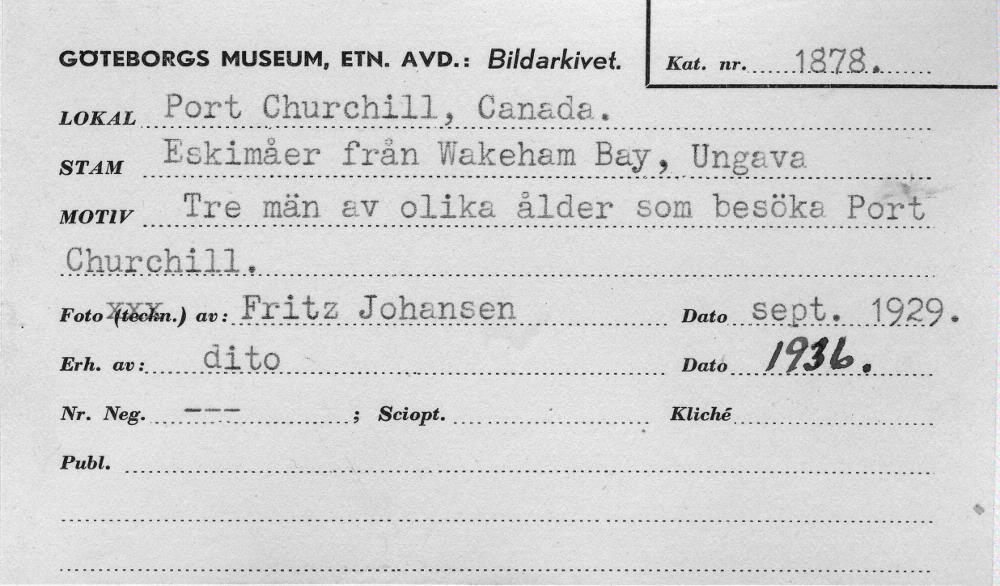 GÖTEBORGS MUSEUM, ETN. AVD.: Bildarkivet. Kat. nr. 1878.
LOKAL Port Churchill, Canada.
STAM Eskimåer från Wakeham Bay, Ungava
MOTIV Tre män av olika ålder som besöka Port
Churchill.
Foto (teckn.) av: Fritz Johansen Dato sept. 1929.
Erh. av: dito Dato 1936.
Nr. Neg. --- ; Sciopt. Kliché
Publ.